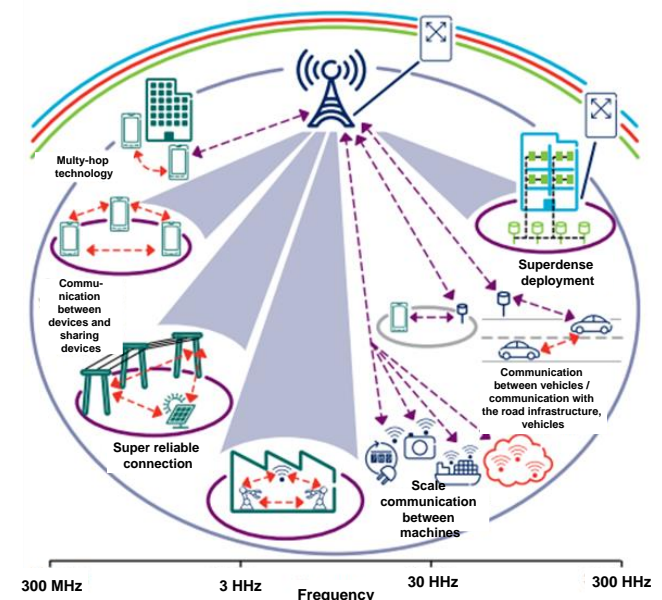 Multy-hop
technology
Commu-
nication
between
devices and
sharing
devices
Super reliable
connection
Superdense
deployment
Communication
between vehicles /
communication with
the road infrastructure,
vehicles
Scale
communication
between
machines
300 MHz
3 HHz
30 HHz
300 HHz
Frequency